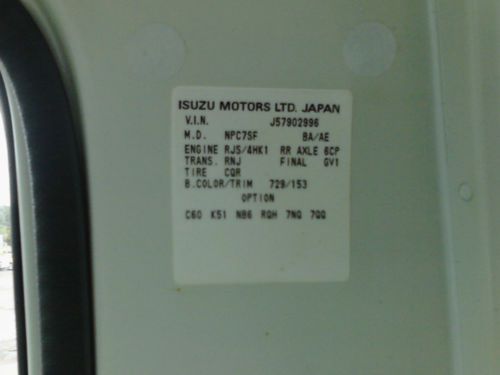 ISUZU MOTORS LTD. JAPAN
V.I.N. J57902996
M.D. NPC7SF BA/AE
ENGINE RJS/4HK1 RR AXLE 6CP
TRANS. RNJ FINAL GV1
TIRE CQR
B.COLOR/TRIM 729/153
OPTION
C60 K51 NB6 RQH 7NQ 7QQ